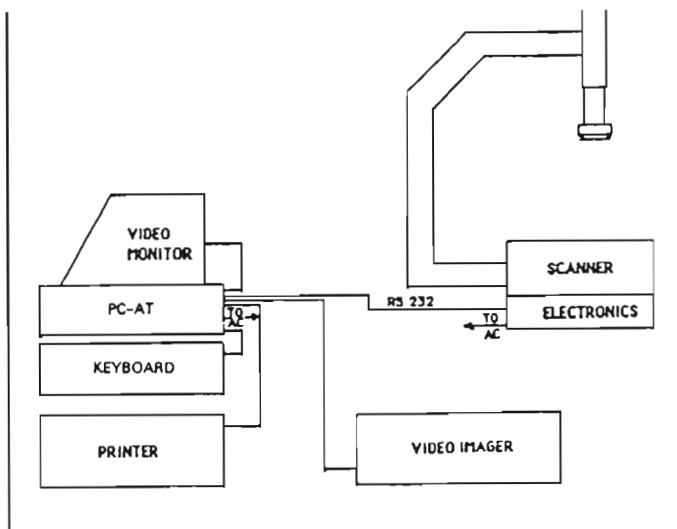 VIDEO
MONITOR
SCANNER
PC-AT
RS 232
ELECTRONICS
TO
AC
TO
AC
KEYBOARD
PRINTER
VIDEO IMAGER